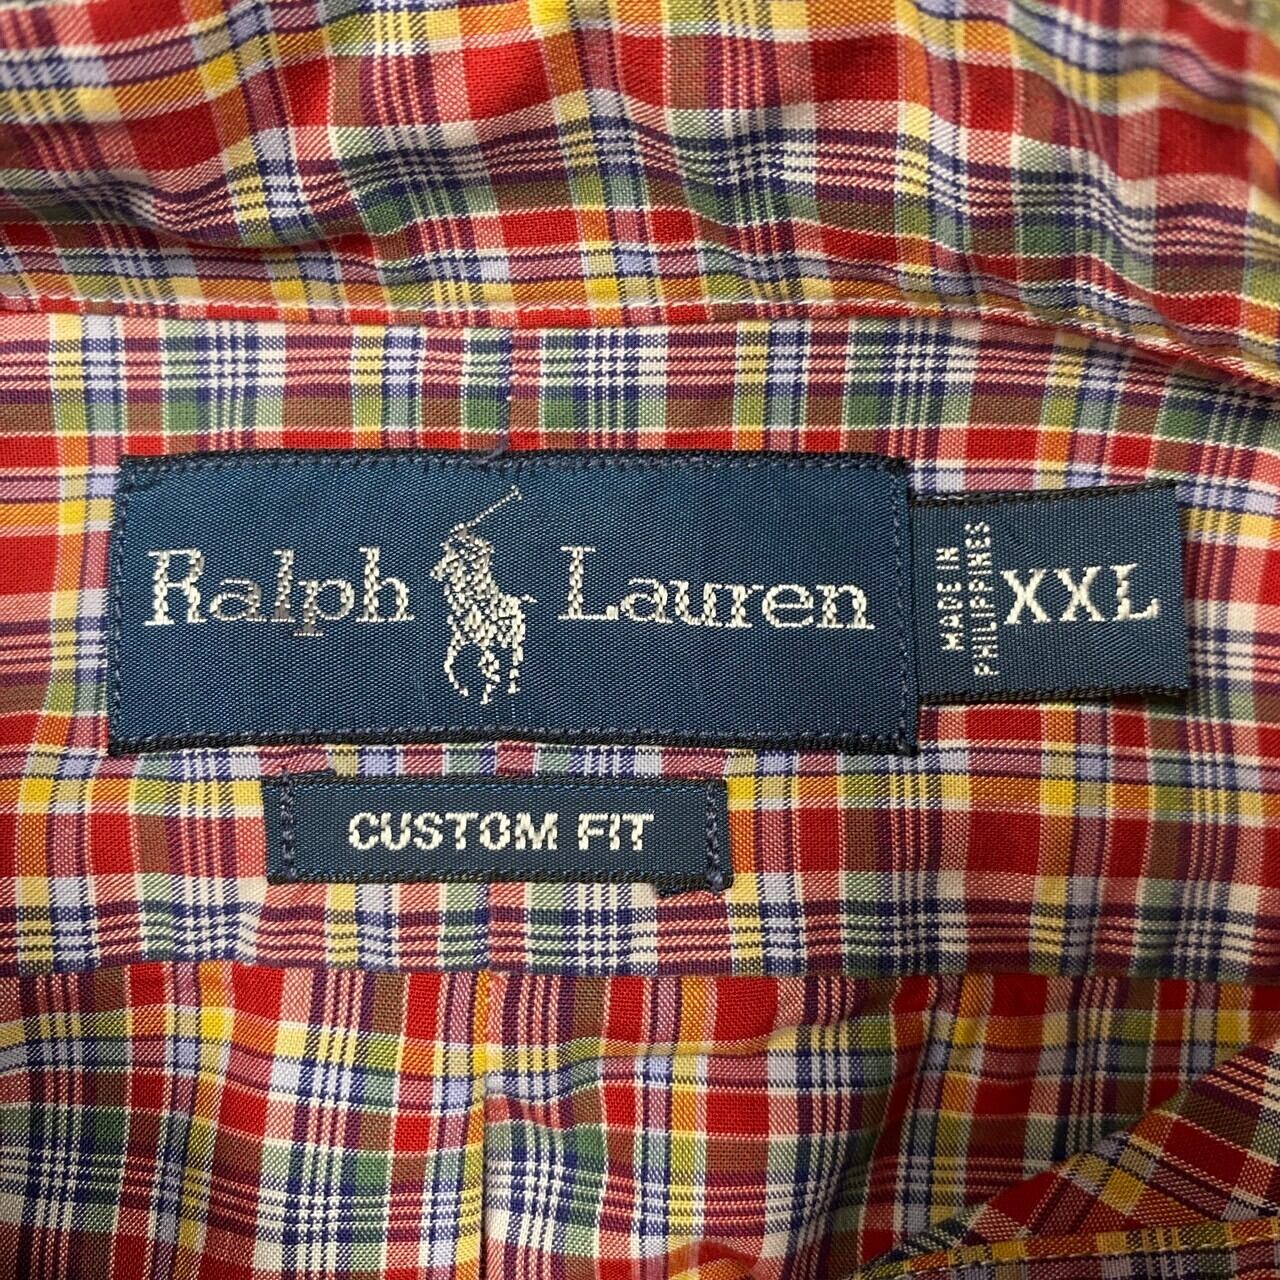 Ralph Lauren
MADE IN
PHILIPPINES
XXL
CUSTOM FIT